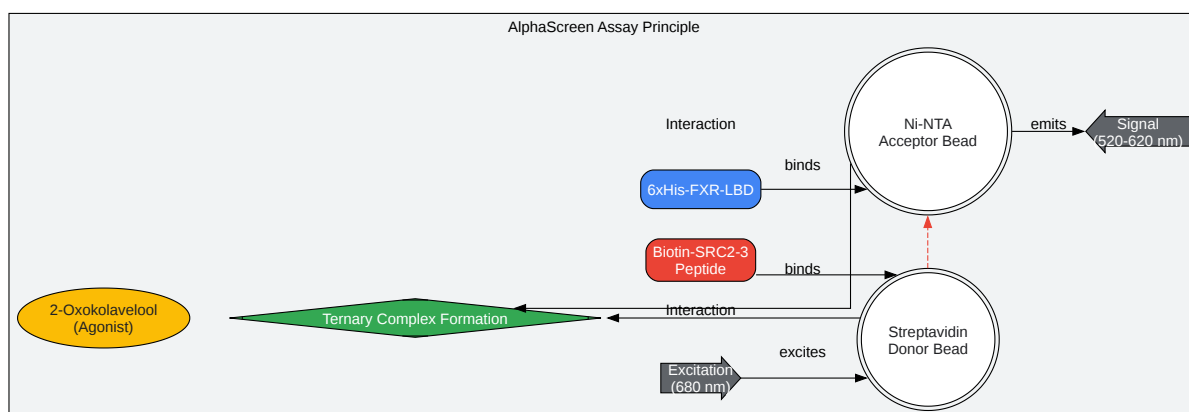 AlphaScreen Assay Principle
Interaction
Ni-NTA
Acceptor Bead
emits
Signal
(520-620 nm)
binds
6xHis-FXR-LBD
Biotin-SRC2-3
Peptide
binds
2-Oxokolavelool
(Agonist)
Ternary Complex Formation
Interaction
Streptavidin
Donor Bead
excites
Excitation
(680 nm)